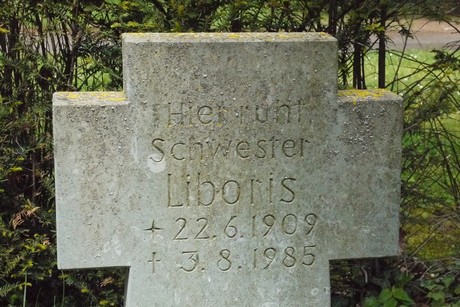 Hier ruht
Schwester
Liboris
* 22.6.1909
† 3.8.1985